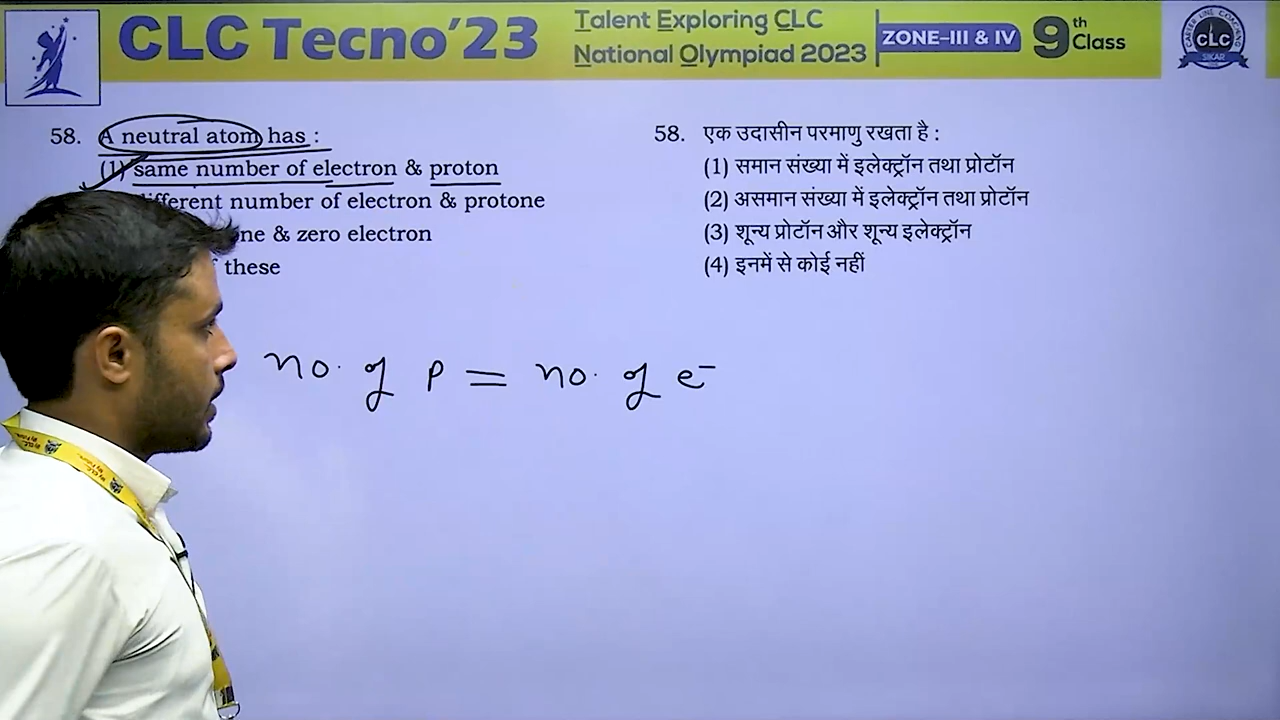 CLC Tecno'23
Talent Exploring CLC
National Olympiad 2023
ZONE–III & IV
9th Class
CLC
SIKAR
58. A neutral atom has :
(1) same number of electron & proton
different number of electron & protone
& zero electron
these
58. एक उदासीन परमाणु रखता है :
(1) समान संख्या में इलेक्ट्रॉन तथा प्रोटॉन
(2) असमान संख्या में इलेक्ट्रॉन तथा प्रोटॉन
(3) शून्य प्रोटॉन और शून्य इलेक्ट्रॉन
(4) इनमें से कोई नहीं
no. of p = no. of e⁻